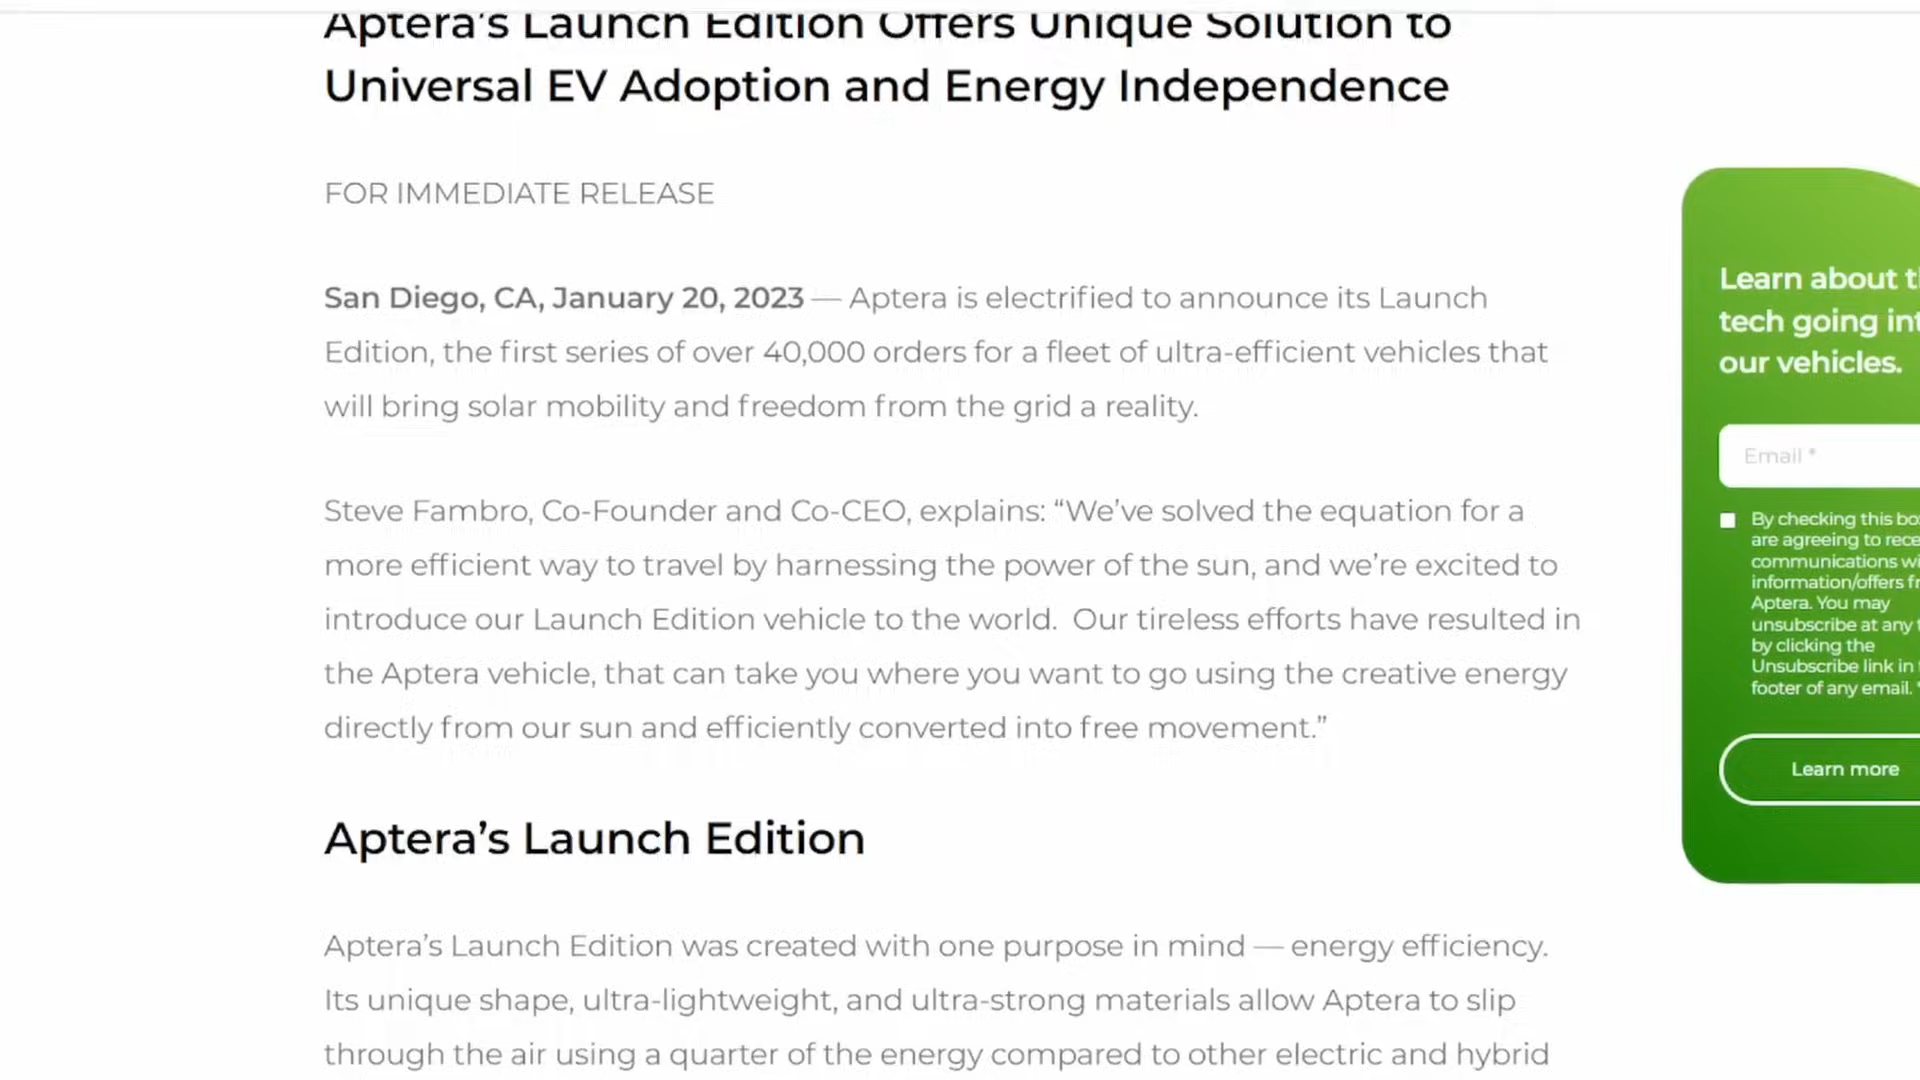 Aptera’s Launch Edition Offers Unique Solution to
Universal EV Adoption and Energy Independence
FOR IMMEDIATE RELEASE
San Diego, CA, January 20, 2023 — Aptera is electrified to announce its Launch
Edition, the first series of over 40,000 orders for a fleet of ultra-efficient vehicles that
will bring solar mobility and freedom from the grid a reality.
Steve Fambro, Co-Founder and Co-CEO, explains: “We’ve solved the equation for a
more efficient way to travel by harnessing the power of the sun, and we’re excited to
introduce our Launch Edition vehicle to the world.  Our tireless efforts have resulted in
the Aptera vehicle, that can take you where you want to go using the creative energy
directly from our sun and efficiently converted into free movement.”
Aptera’s Launch Edition
Aptera’s Launch Edition was created with one purpose in mind — energy efficiency.
Its unique shape, ultra-lightweight, and ultra-strong materials allow Aptera to slip
through the air using a quarter of the energy compared to other electric and hybrid
Learn about
tech going
our vehicles.
Email *
By checking this
are agreeing to
communications
information/offers
Aptera. You may
unsubscribe at any
by clicking the
Unsubscribe link in
footer of any email.
Learn more